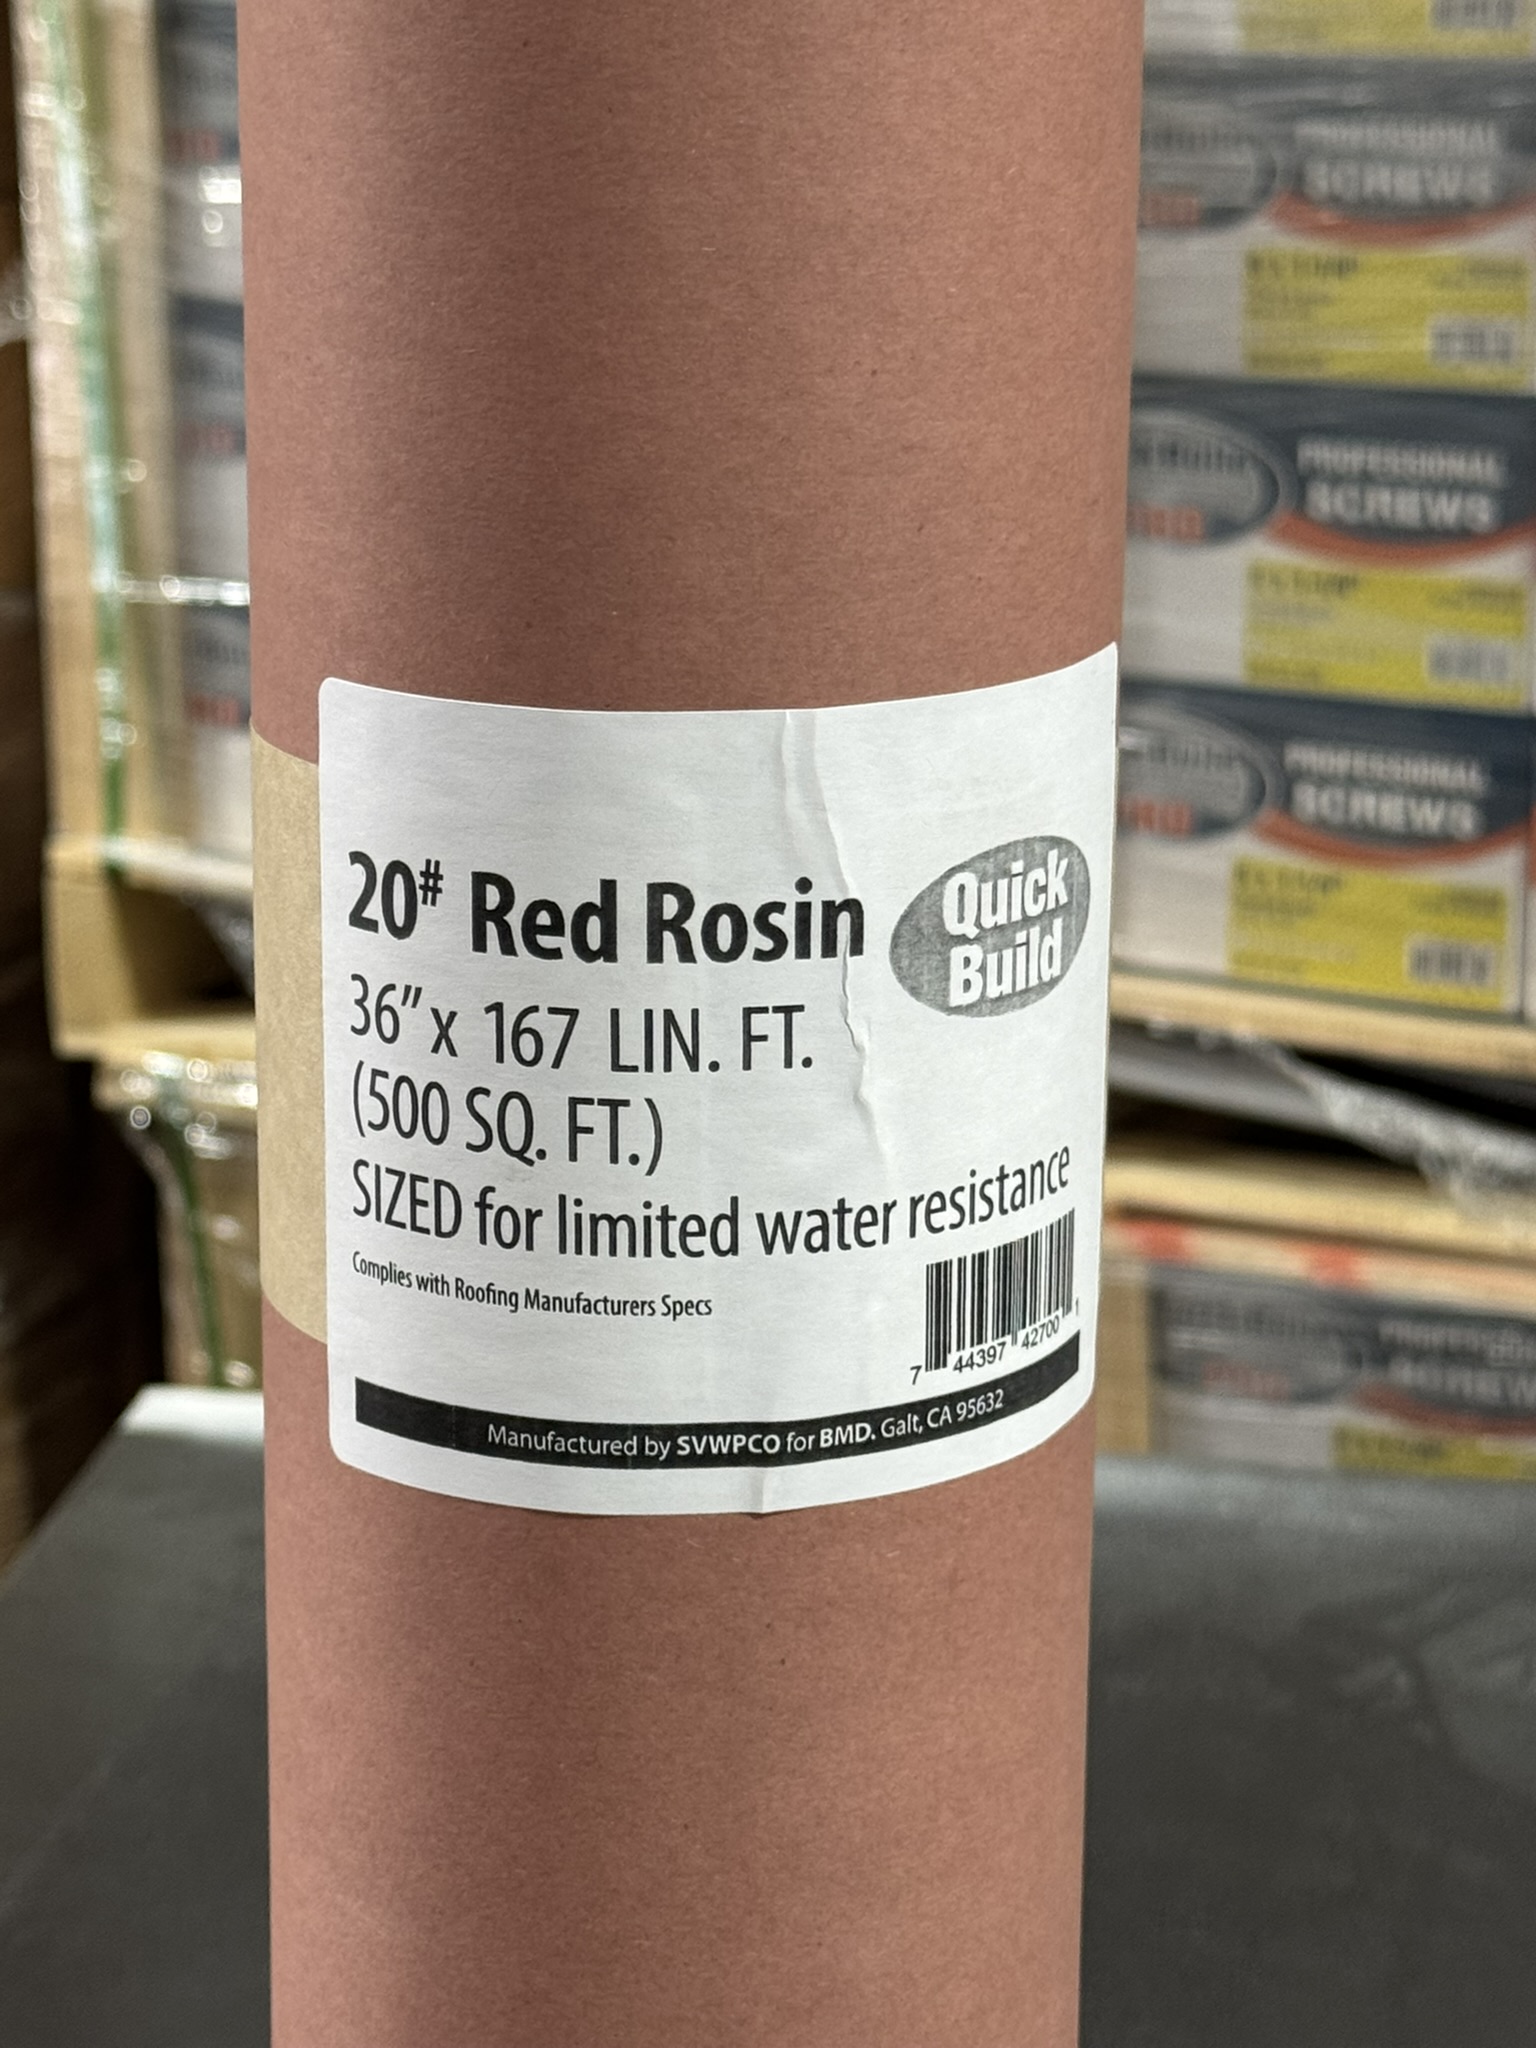 20# Red Rosin
Quick
Build
36" x 167 LIN. FT.
(500 SQ. FT.)
SIZED for limited water resistance
Complies with Roofing Manufacturers Specs
7 44397 42700 1
Manufactured by SVWPCO for BMD. Galt, CA 95632
PROFESSIONAL
SCREWS
PROFESSIONAL
SCREWS
PROFESSIONAL
SCREWS